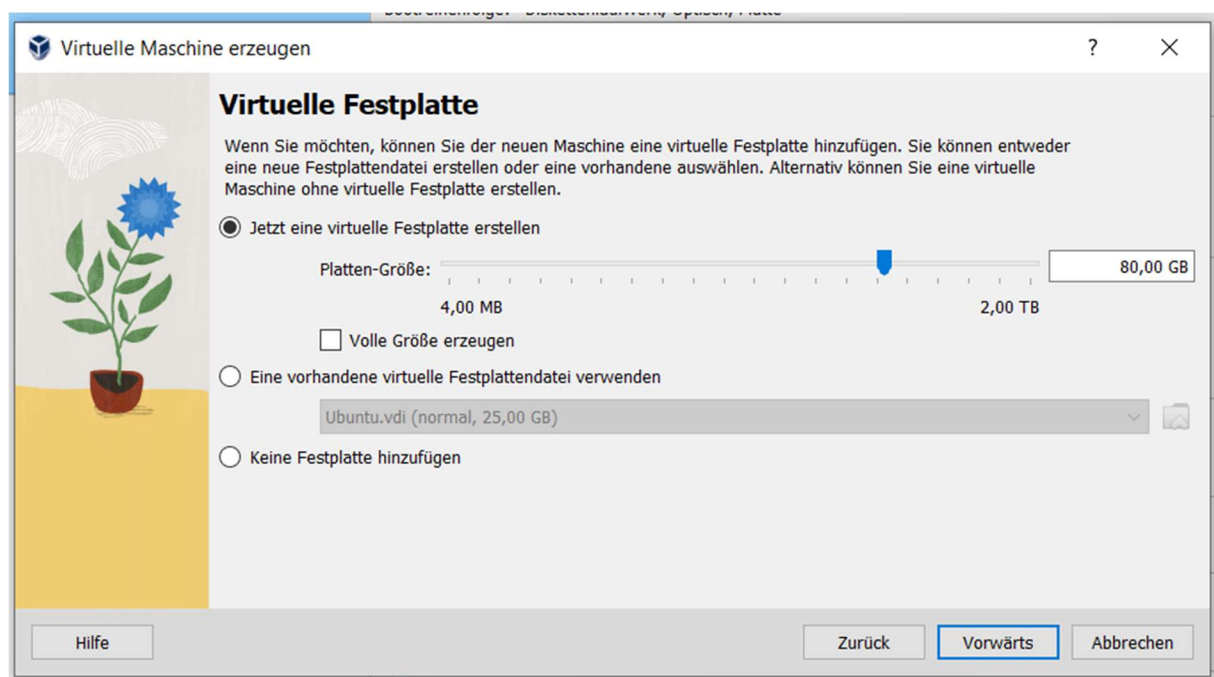 Virtuelle Maschine erzeugen
?
Virtuelle Festplatte
Wenn Sie möchten, können Sie der neuen Maschine eine virtuelle Festplatte hinzufügen. Sie können entweder
eine neue Festplattendatei erstellen oder eine vorhandene auswählen. Alternativ können Sie eine virtuelle
Maschine ohne virtuelle Festplatte erstellen.
Jetzt eine virtuelle Festplatte erstellen
Platten-Größe:
80,00 GB
4,00 MB
2,00 TB
Volle Größe erzeugen
Eine vorhandene virtuelle Festplattendatei verwenden
Ubuntu.vdi (normal, 25,00 GB)
Keine Festplatte hinzufügen
Hilfe
Zurück
Vorwärts
Abbrechen